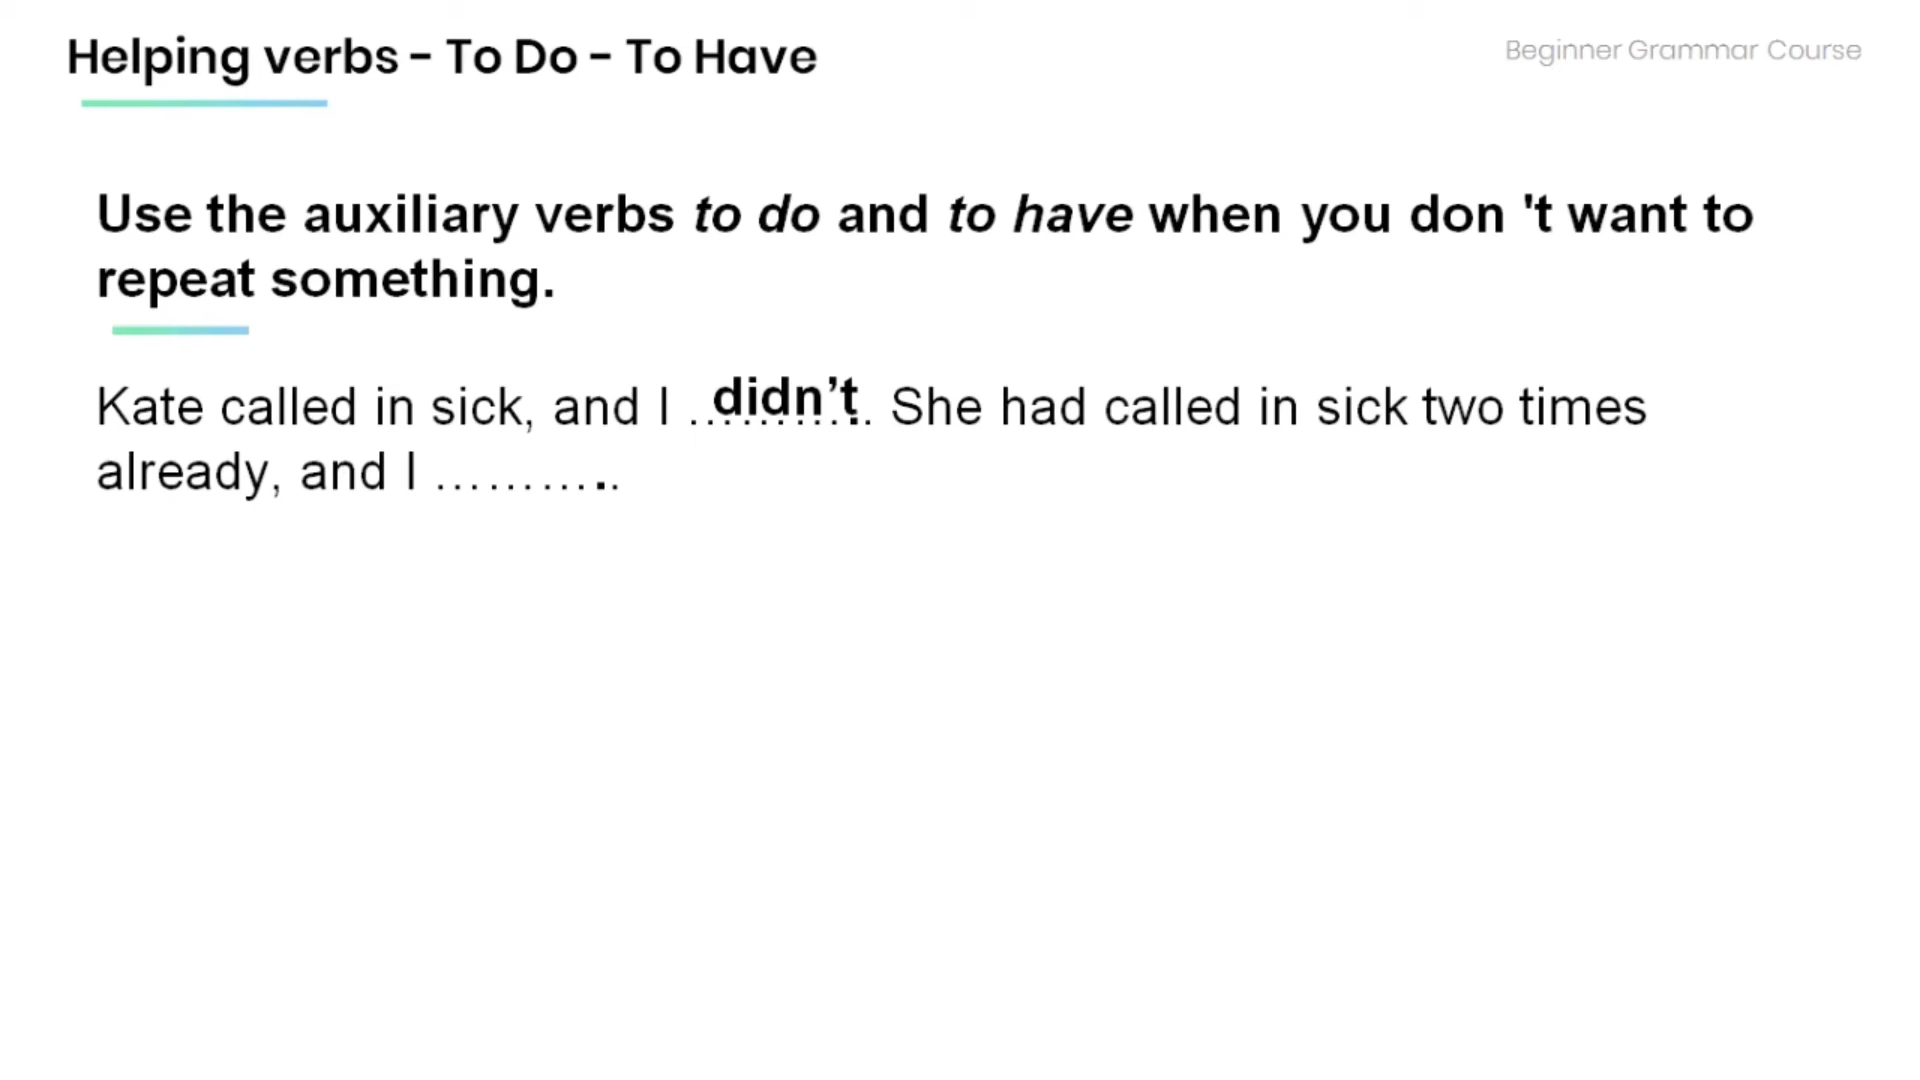 Helping verbs – To Do – To Have
Beginner Grammar Course
Use the auxiliary verbs to do and to have when you don 't want to
repeat something.
Kate called in sick, and I ..didn’t.. She had called in sick two times
already, and I ………….